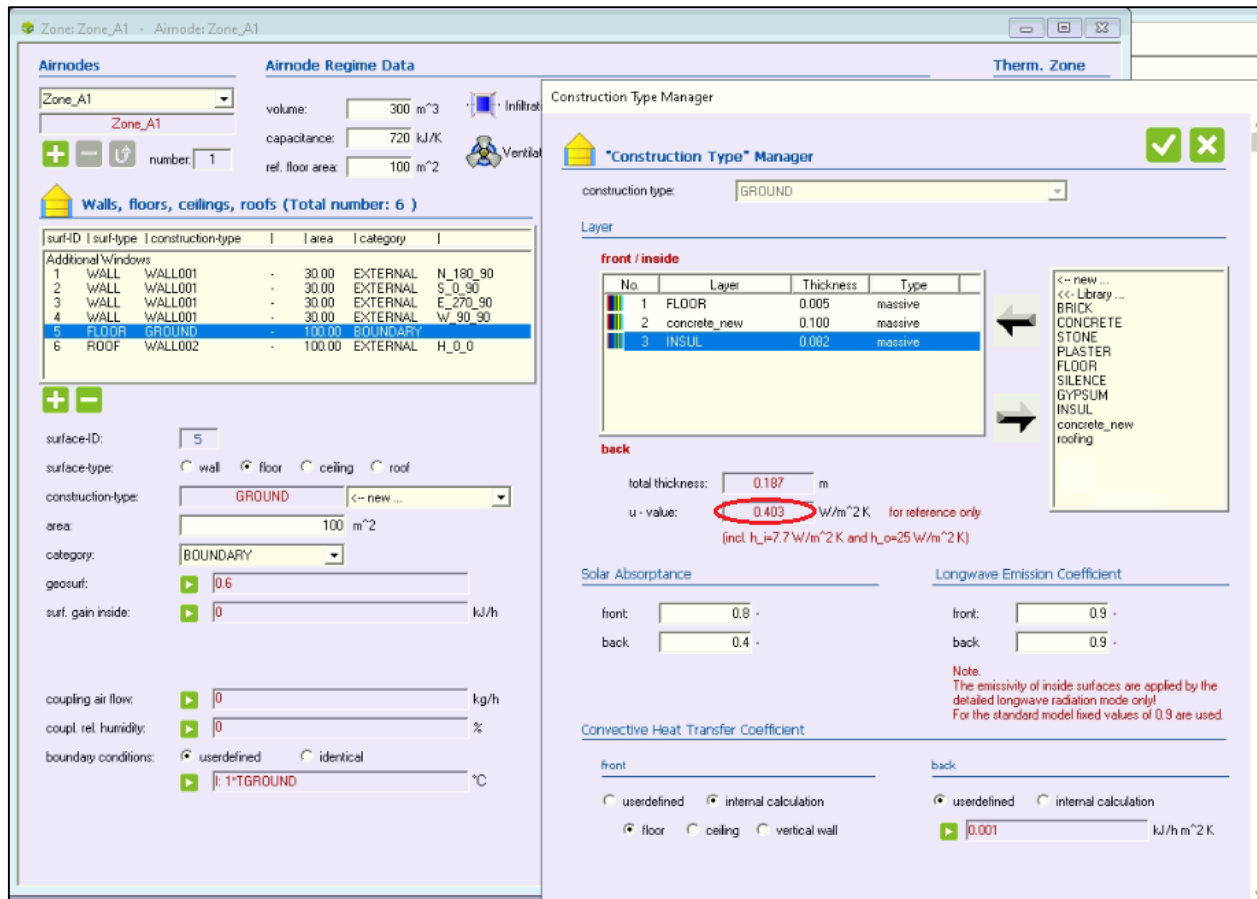 Zone: Zone_A1 - Airnode: Zone_A1
Airnodes
Airnode Regime Data
Therm. Zone
Zone_A1
Zone_A1
number: 1
volume: 300 m^3
capacitance: 720 kJ/K
ref. floor area: 100 m^2
Infiltrati
Ventilat
Walls, floors, ceilings, roofs (Total number: 6 )
surf-ID | surf-type | construction-type | | area | category |
Additional Windows
1 WALL WALL001 - 30.00 EXTERNAL N_180_90
2 WALL WALL001 - 30.00 EXTERNAL S_0_90
3 WALL WALL001 - 30.00 EXTERNAL E_270_90
4 WALL WALL001 - 30.00 EXTERNAL W_90_90
5 FLOOR GROUND - 100.00 BOUNDARY
6 ROOF WALL002 - 100.00 EXTERNAL H_0_0
surface-ID: 5
surface-type: wall floor ceiling roof
construction-type: GROUND <-- new ...
area: 100 m^2
category: BOUNDARY
geosurf: 0.6
surf. gain inside: 0 kJ/h
coupling air flow: 0 kg/h
coupl. rel. humidity: 0 %
boundary conditions: userdefined identical
I: 1*TGROUND °C
Construction Type Manager
"Construction Type" Manager
construction type: GROUND
Layer
front / inside
No. Layer Thickness Type
1 FLOOR 0.005 massive
2 concrete_new 0.100 massive
3 INSUL 0.082 massive
back
<-- new ...
<<- Library ...
BRICK
CONCRETE
STONE
PLASTER
FLOOR
SILENCE
GYPSUM
INSUL
concrete_new
roofing
total thickness: 0.187 m
u - value: 0.403 W/m^2 K for reference only
(incl. h_i=7.7 W/m^2 K and h_o=25 W/m^2 K)
Solar Absorptance
front: 0.8 -
back 0.4 -
Longwave Emission Coefficient
front: 0.9 -
back 0.9 -
Note.
The emissivity of inside surfaces are applied by the
detailed longwave radiation mode only!
For the standard model fixed values of 0.9 are used.
Convective Heat Transfer Coefficient
front
userdefined internal calculation
floor ceiling vertical wall
back
userdefined internal calculation
0.001 kJ/h m^2 K